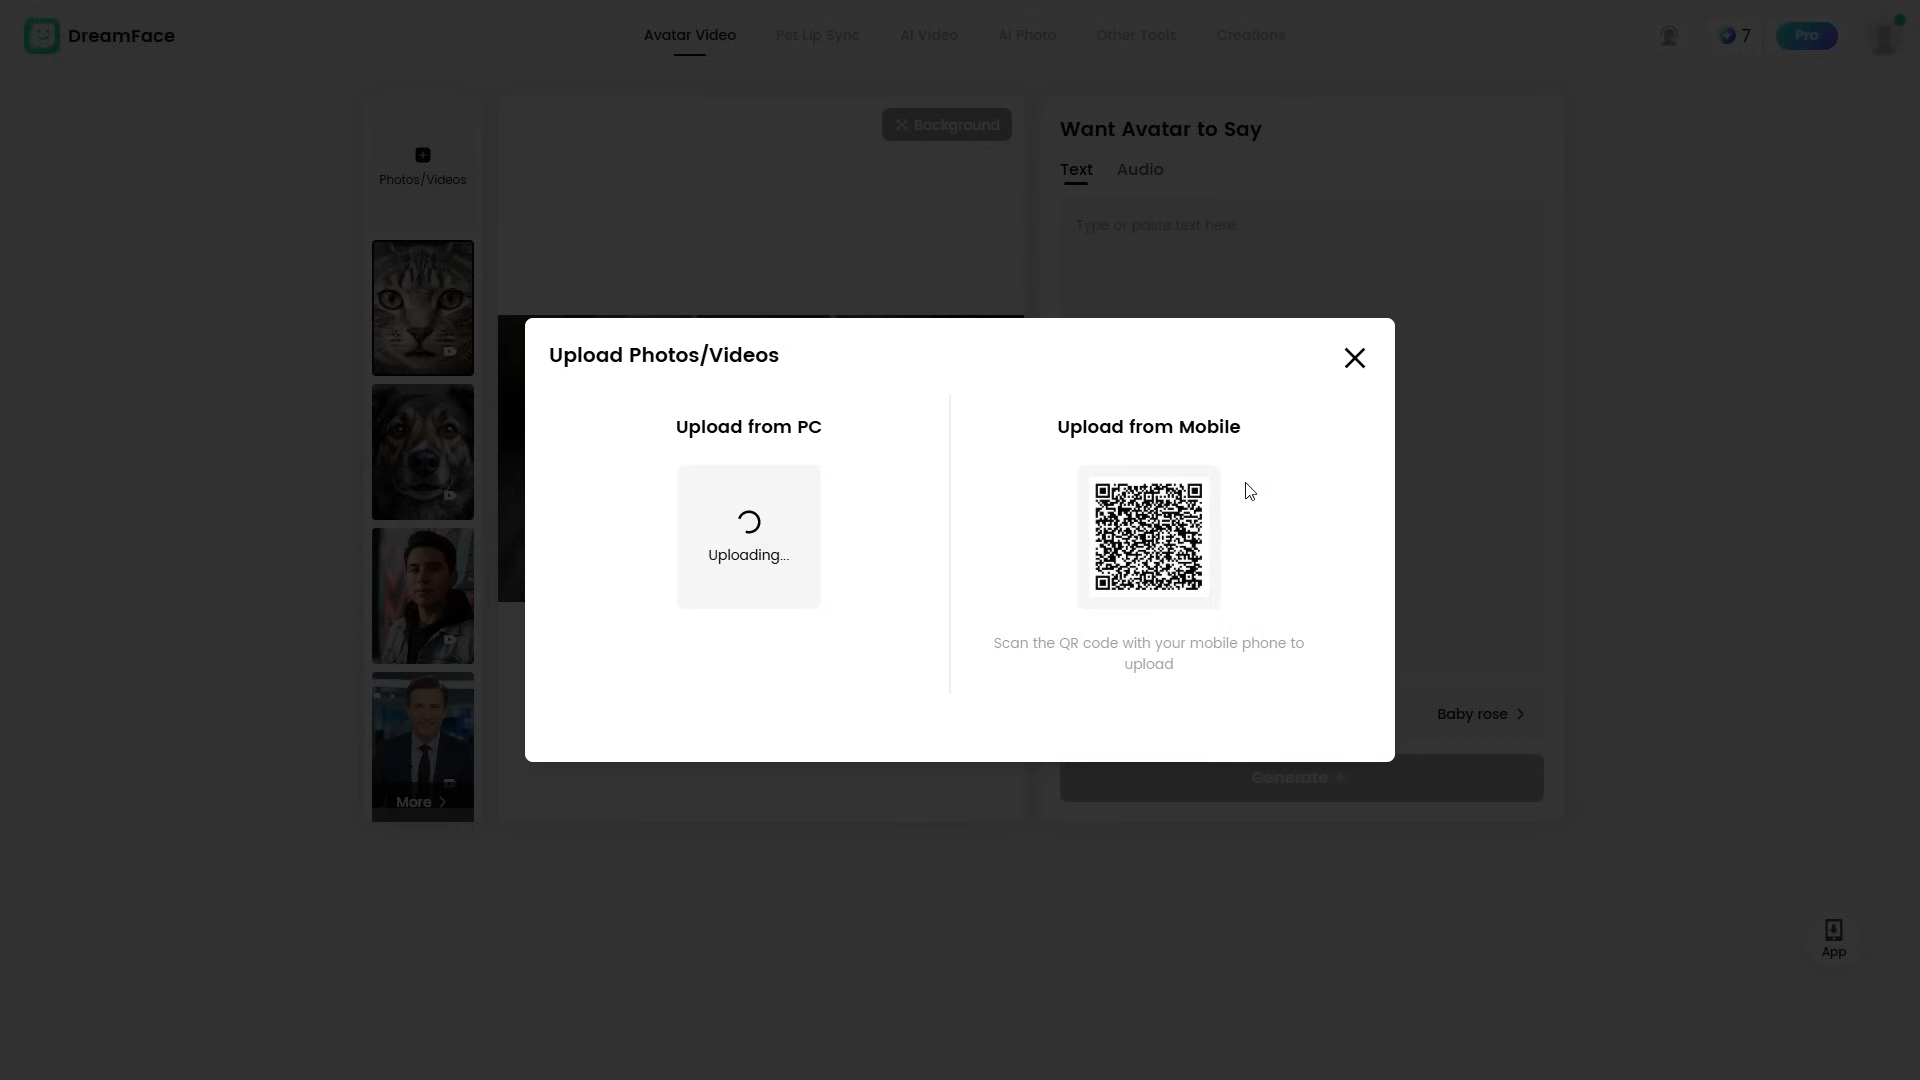 DreamFace
Avatar Video
Pet Lip Sync
AI Video
AI Photo
Other Tools
Creations
7
Pro
Photos/Videos
Background
Want Avatar to Say
Text
Audio
Type or paste text here
Upload Photos/Videos
Upload from PC
Uploading...
Upload from Mobile
Scan the QR code with your mobile phone to
upload
Baby rose
Generate
More
App